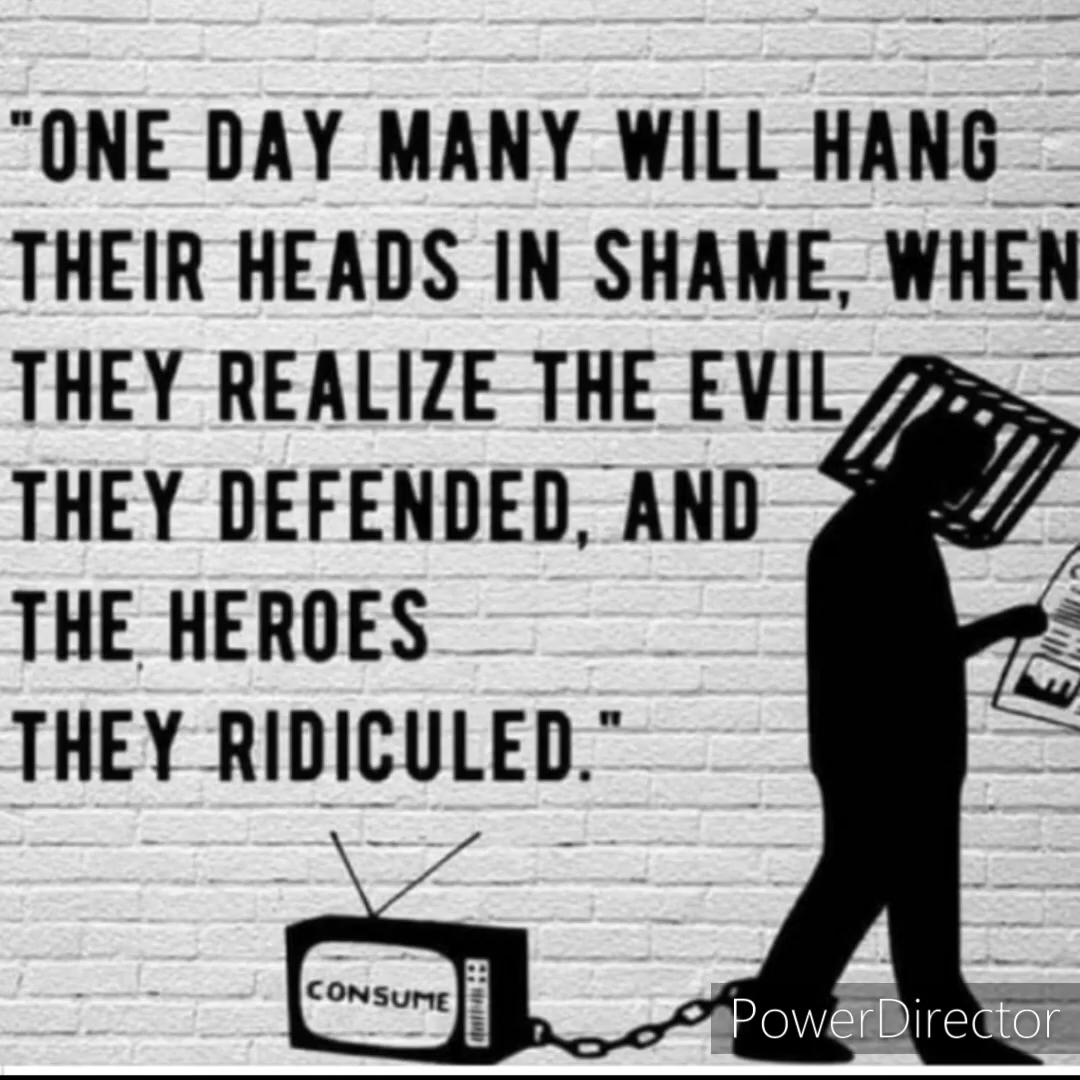 "ONE DAY MANY WILL HANG
THEIR HEADS IN SHAME, WHEN
THEY REALIZE THE EVIL
THEY DEFENDED, AND
THE HEROES
THEY RIDICULED."
CONSUME
PowerDirector